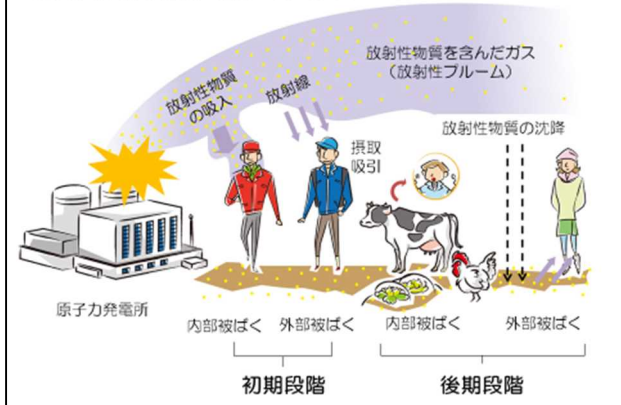 放射性物質を含んだガス
（放射性プルーム）
放射性物質
の吸入
放射線
放射性物質の沈降
摂取
吸引
原子力発電所
内部被ばく
外部被ばく
内部被ばく
外部被ばく
初期段階
後期段階